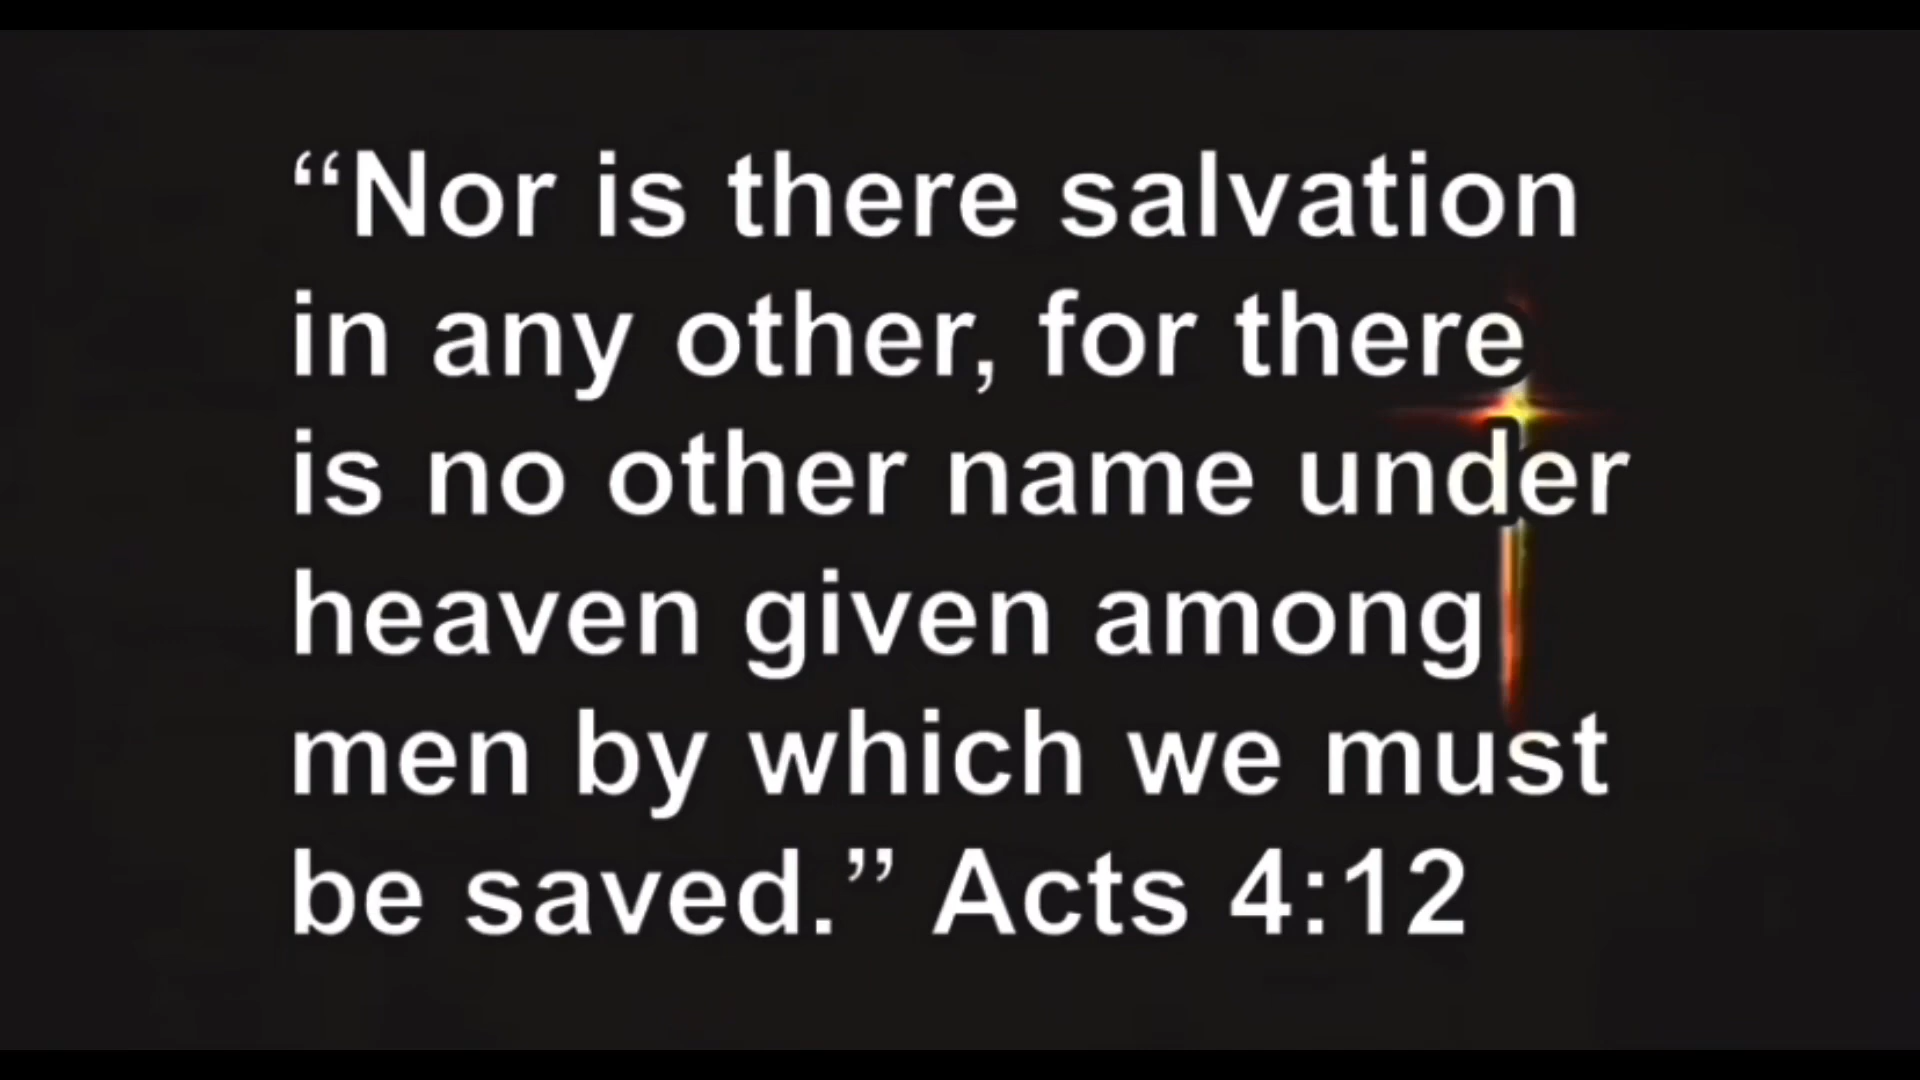 “Nor is there salvation
in any other, for there
is no other name under
heaven given among
men by which we must
be saved.” Acts 4:12